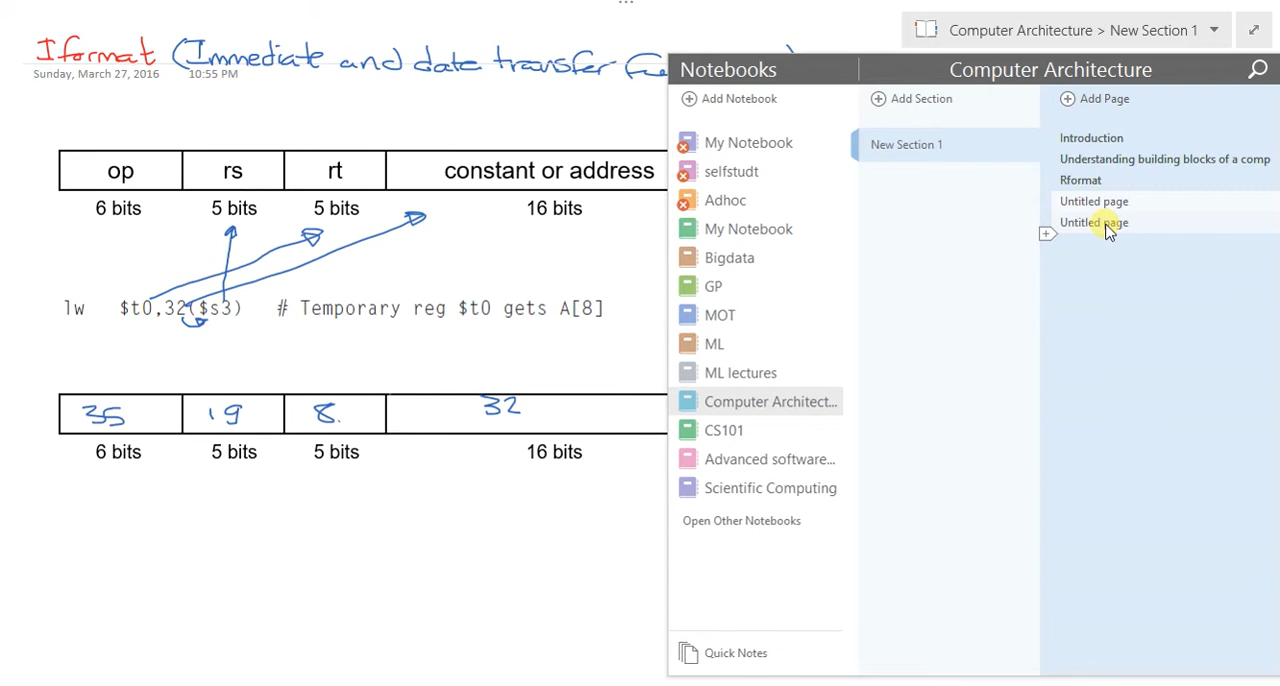 Computer Architecture > New Section 1
Iformat (Immediate and data transfer
Sunday, March 27, 2016 10:55 PM
op rs rt constant or address
6 bits 5 bits 5 bits 16 bits
lw $t0,32($s3) # Temporary reg $t0 gets A[8]
35 19 8. 32
6 bits 5 bits 5 bits 16 bits
Notebooks
Add Notebook
My Notebook
selfstudt
Adhoc
My Notebook
Bigdata
GP
MOT
ML
ML lectures
Computer Architect...
CS101
Advanced software...
Scientific Computing
Open Other Notebooks
Quick Notes
Computer Architecture
Add Section
New Section 1
Add Page
Introduction
Understanding building blocks of a comp
Rformat
Untitled page
Untitled page